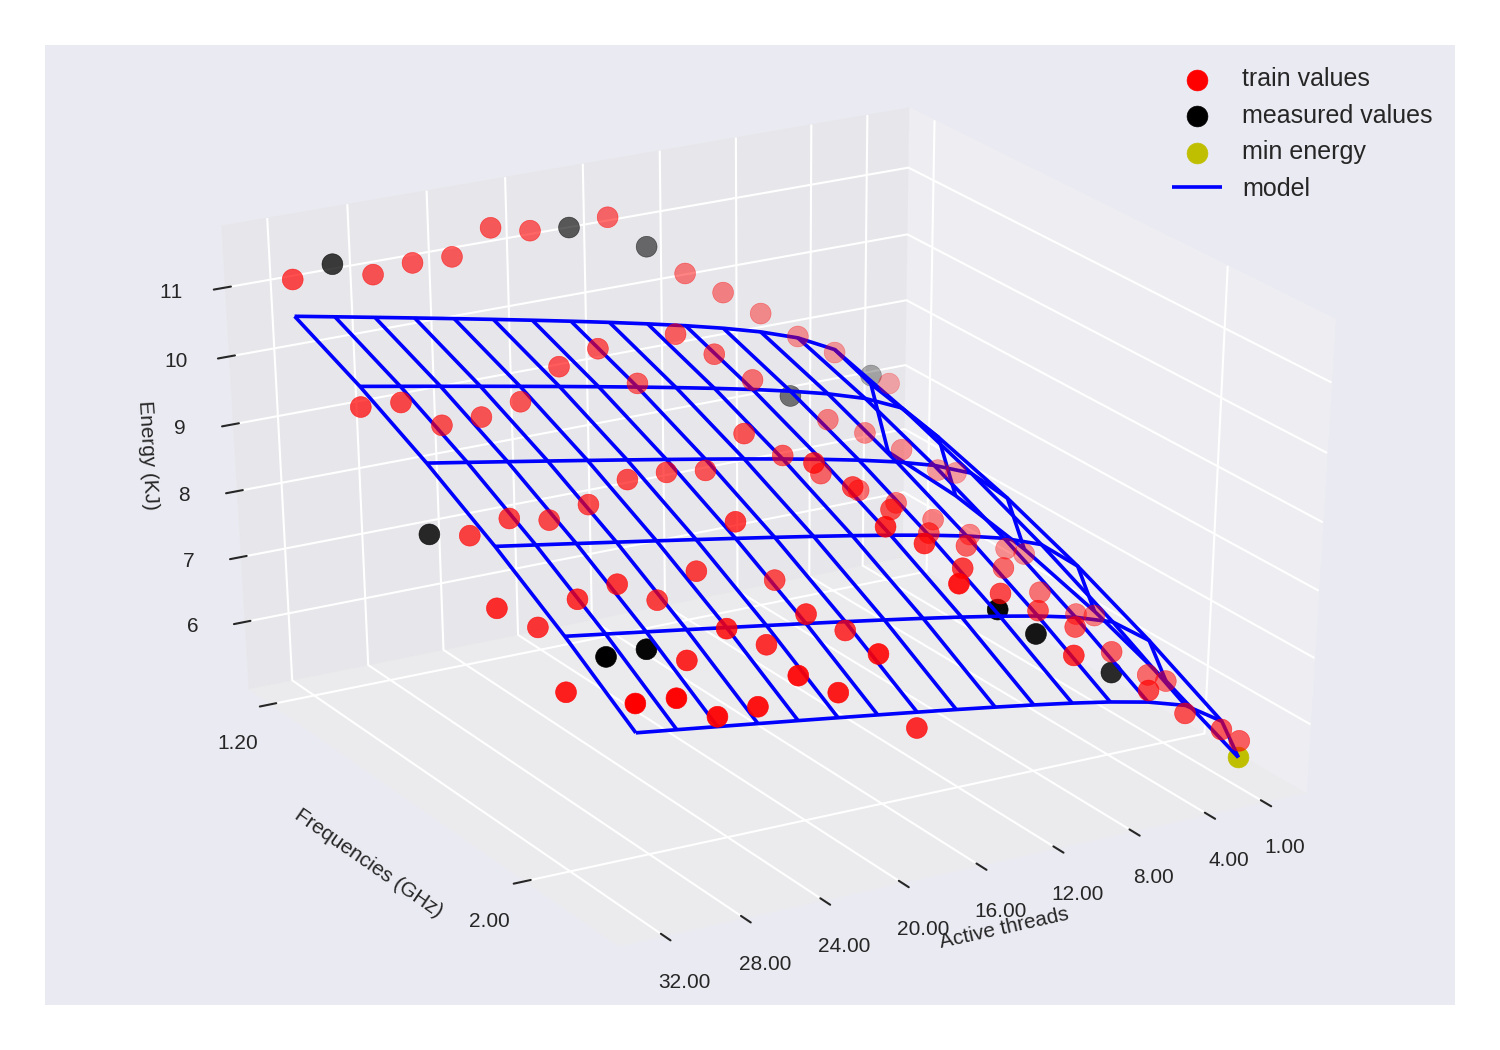 train values
measured values
min energy
model
11
10
9
8
7
6
Energy (KJ)
1.20
2.00
Frequencies (GHz)
32.00
28.00
24.00
20.00
16.00
12.00
8.00
4.00
1.00
Active threads